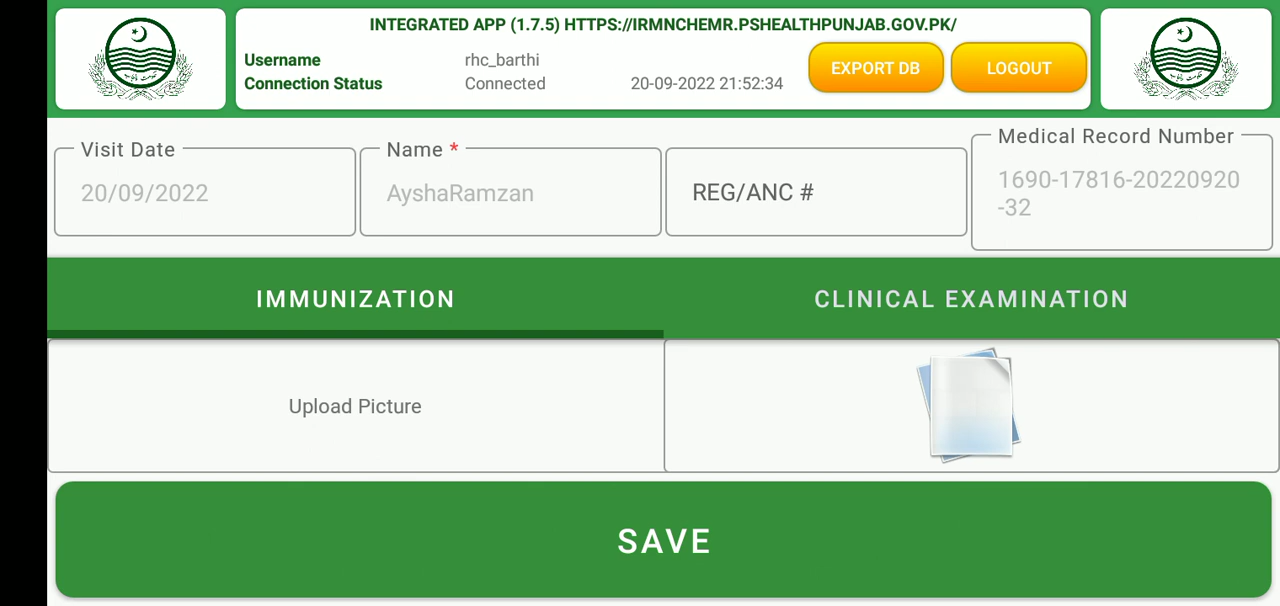 INTEGRATED APP (1.7.5) HTTPS://IRMNCHEMR.PSHEALTHPUNJAB.GOV.PK/
Username rhc_barthi
Connection Status Connected 20-09-2022 21:52:34
EXPORT DB LOGOUT
Visit Date
20/09/2022
Name *
AyshaRamzan
REG/ANC #
Medical Record Number
1690-17816-20220920
-32
IMMUNIZATION CLINICAL EXAMINATION
Upload Picture
SAVE